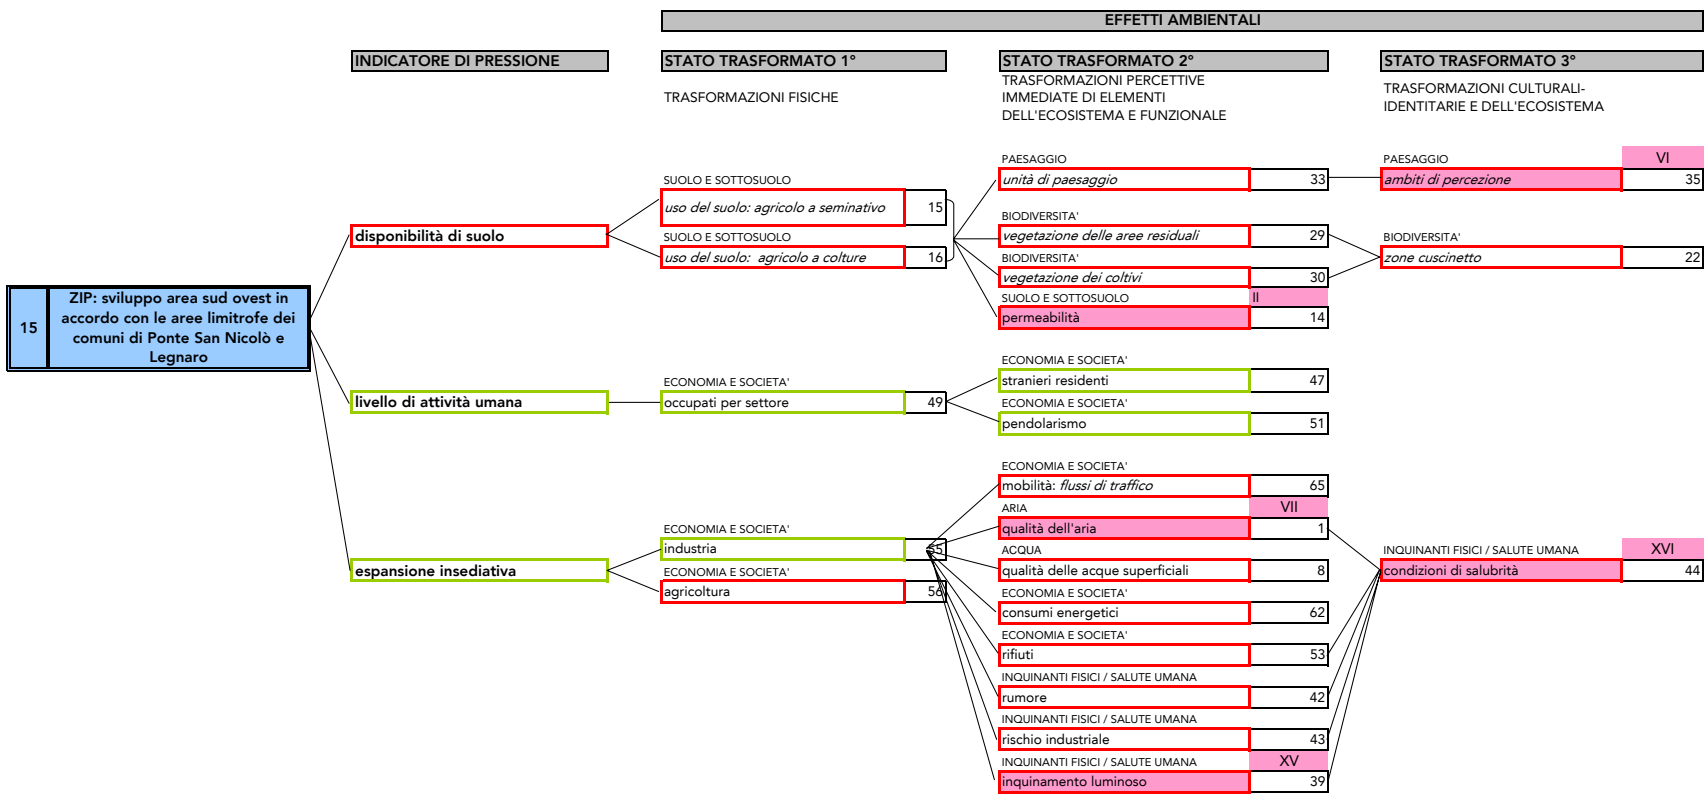 EFFETTI AMBIENTALI
INDICATORE DI PRESSIONE
STATO TRASFORMATO 1°
STATO TRASFORMATO 2°
STATO TRASFORMATO 3°
TRASFORMAZIONI FISICHE
TRASFORMAZIONI PERCETTIVE
IMMEDIATE DI ELEMENTI
DELL'ECOSISTEMA E FUNZIONALE
TRASFORMAZIONI CULTURALI-
IDENTITARIE E DELL'ECOSISTEMA
15
ZIP: sviluppo area sud ovest in
accordo con le aree limitrofe dei
comuni di Ponte San Nicolò e
Legnaro
disponibilità di suolo
SUOLO E SOTTOSUOLO
uso del suolo: agricolo a seminativo 15
SUOLO E SOTTOSUOLO
uso del suolo: agricolo a colture 16
PAESAGGIO
unità di paesaggio 33
BIODIVERSITA'
vegetazione delle aree residuali 29
BIODIVERSITA'
vegetazione dei coltivi 30
SUOLO E SOTTOSUOLO II
permeabilità 14
PAESAGGIO VI
ambiti di percezione 35
BIODIVERSITA'
zone cuscinetto 22
livello di attività umana
ECONOMIA E SOCIETA'
occupati per settore 49
ECONOMIA E SOCIETA'
stranieri residenti 47
ECONOMIA E SOCIETA'
pendolarismo 51
espansione insediativa
ECONOMIA E SOCIETA'
industria 55
ECONOMIA E SOCIETA'
agricoltura 56
ECONOMIA E SOCIETA'
mobilità: flussi di traffico 65
ARIA VII
qualità dell'aria 1
ACQUA
qualità delle acque superficiali 8
ECONOMIA E SOCIETA'
consumi energetici 62
ECONOMIA E SOCIETA'
rifiuti 53
INQUINANTI FISICI / SALUTE UMANA
rumore 42
INQUINANTI FISICI / SALUTE UMANA
rischio industriale 43
INQUINANTI FISICI / SALUTE UMANA XV
inquinamento luminoso 39
INQUINANTI FISICI / SALUTE UMANA XVI
condizioni di salubrità 44